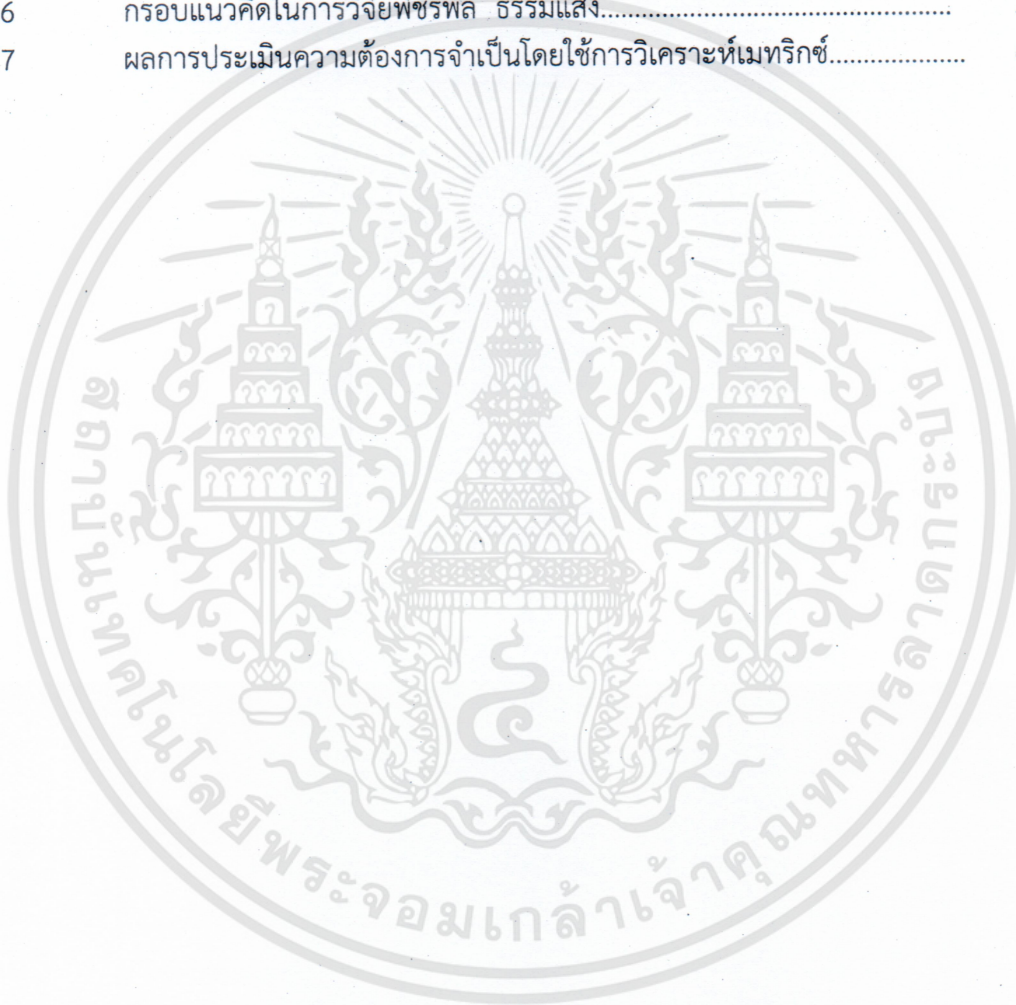 6 กรอบแนวคิดในการวิจัยพัชรพล ธรรมแสง................................................
7 ผลการประเมินความต้องการจำเป็นโดยใช้การวิเคราะห์เมทริกซ์....................
๔
สถาบันเทคโนโลยีพระจอมเกล้าเจ้าคุณทหารลาดกระบัง